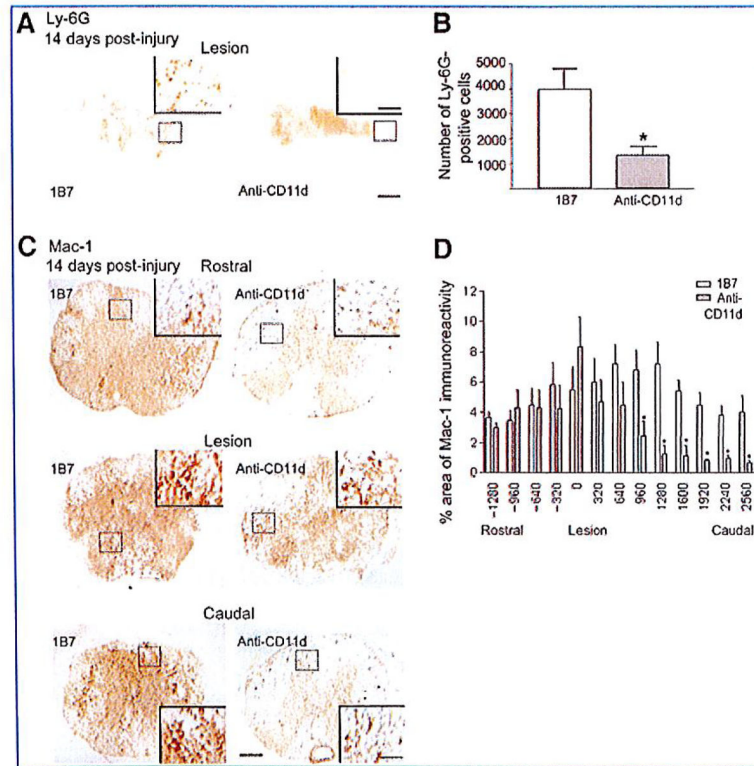 A Ly-6G
14 days post-injury
Lesion
1B7
Anti-CD11d
B
Number of Ly-6G-
positive cells
5000
4000
3000
2000
1000
*
1B7
Anti-CD11d
C Mac-1
14 days post-injury
Rostral
1B7
Anti-CD11d
Lesion
1B7
Anti-CD11d
Caudal
1B7
Anti-CD11d
D
% area of Mac-1 immunoreactivity
12
10
8
6
4
2
0
1B7
Anti-
CD11d
* * * * * *
-1280 -960 -640 -320 0 320 640 960 1280 1600 1920 2240 2560
Rostral Lesion Caudal